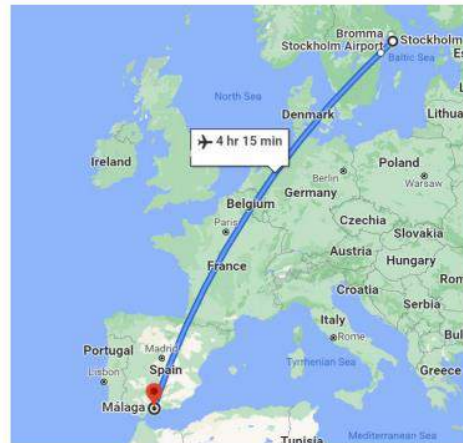 Bromma
Stockholm Airport
Stockholm
Baltic Sea
Es
North Sea
L
Denmark
Lithua
4 hr 15 min
Ireland
Berlin
Poland
Warsaw
Belgium
Germany
Paris
Czechia
Slovakia
Austria
Hungary
France
Croatia
Rom
Serbia
Italy
Rome
Portugal
Madrid
Lisbon
Spain
Tyrrhenian Sea
Greece
Málaga
Tunisia
Mediterranean Sea